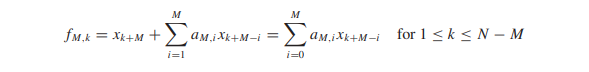 f_{M,k} = x_{k+M} + \sum_{i=1}^{M} a_{M,i} x_{k+M-i} = \sum_{i=0}^{M} a_{M,i} x_{k+M-i} for 1 ≤ k ≤ N − M